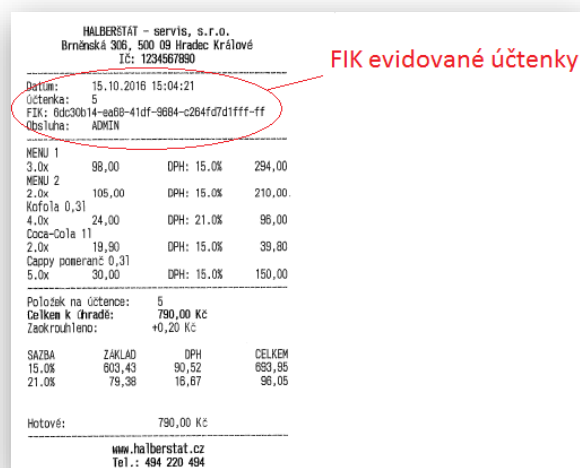 HALBERŠTÁT - servis, s.r.o.
Brněnská 306, 500 09 Hradec Králové
IČ: 1234567890
FIK evidované účtenky
Datum: 15.10.2016 15:04:21
Účtenka: 5
FIK: 6dc30b14-ea68-41df-9684-c264fd7d1fff-ff
Obsluha: ADMIN
MENU 1
3.0x 98,00 DPH: 15.0% 294,00
MENU 2
2.0x 105,00 DPH: 15.0% 210,00
Kofola 0,3l
4.0x 24,00 DPH: 21.0% 96,00
Coca-Cola 1l
2.0x 19,90 DPH: 15.0% 39,80
Cappy pomeranč 0,3l
5.0x 30,00 DPH: 15.0% 150,00
Položek na účtence: 5
Celkem k úhradě: 790,00 Kč
Zaokrouhleno: +0,20 Kč
SAZBA ZÁKLAD DPH CELKEM
15.0% 603,43 90,52 693,95
21.0% 79,38 16,67 96,05
Hotově: 790,00 Kč
www.halberstat.cz
Tel.: 494 220 494